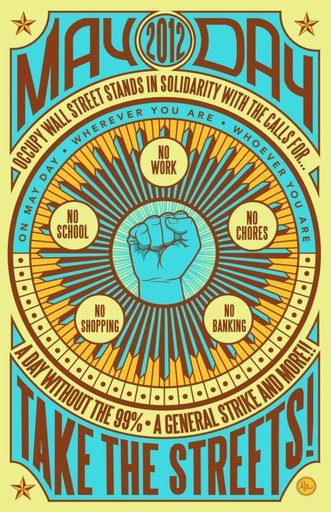 MAY 2012 DAY
OCCUPY WALL STREET STANDS IN SOLIDARITY WITH THE CALLS FOR...
ON MAY DAY • WHEREVER YOU ARE • WHOEVER YOU ARE
NO WORK
NO SCHOOL
NO CHORES
NO SHOPPING
NO BANKING
A DAY WITHOUT THE 99% • A GENERAL STRIKE AND MORE!!
TAKE THE STREETS!